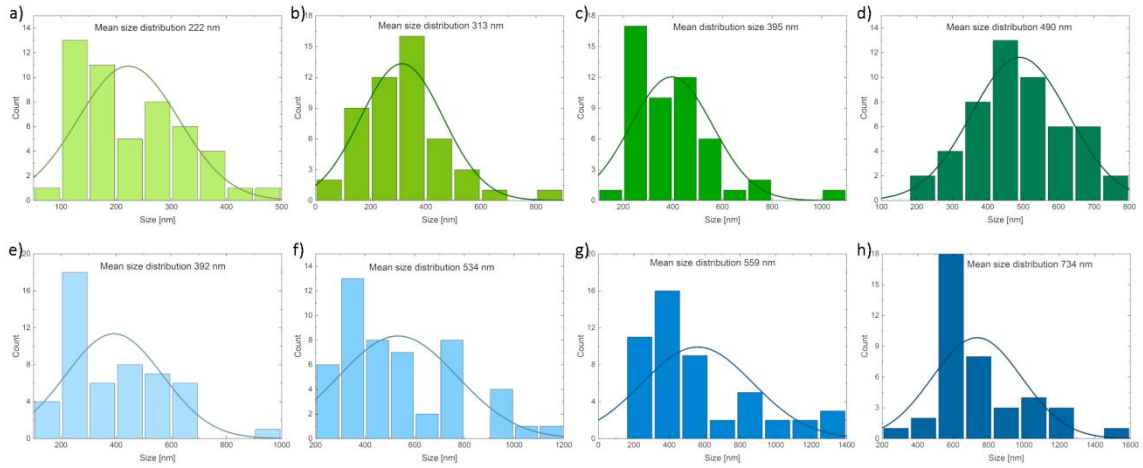 a)
Mean size distribution 222 nm
14
12
10
8
6
4
2
0
Count
100 200 300 400 500
Size [nm]
b)
Mean size distribution 313 nm
18
15
12
9
6
3
0
Count
0 200 400 600 800
Size [nm]
c)
Mean distribution size 395 nm
18
15
12
9
6
3
0
Count
200 400 600 800 1000
Size [nm]
d)
Mean size distribution 490 nm
14
12
10
8
6
4
2
0
Count
100 200 300 400 500 600 700 800
Size [nm]
e)
Mean size distribution 392 nm
20
16
12
8
4
0
Count
200 400 600 800 1000
Size [nm]
f)
Mean size distribution 534 nm
14
12
10
8
6
4
2
0
Count
200 400 600 800 1000 1200
Size [nm]
g)
Mean size distribution 559 nm
20
16
12
8
4
0
Count
0 200 400 600 800 1000 1200 1400
Size [nm]
h)
Mean size distribution 734 nm
18
15
12
9
6
3
0
Count
200 400 600 800 1000 1200 1400 1600
Size [nm]